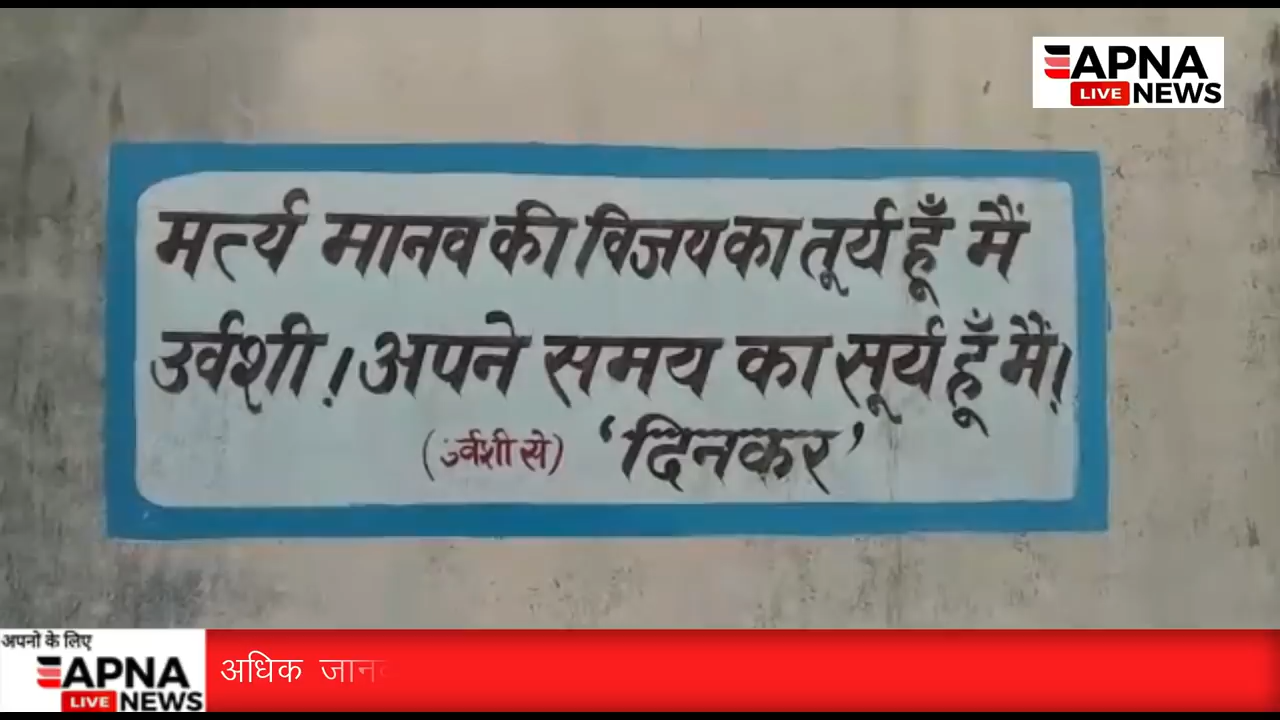 APNA
LIVE NEWS
मर्त्य मानव की विजय का तूर्य हूँ मैं
उर्वशी ! अपने समय का सूर्य हूँ मैं!
(उर्वशी से) 'दिनकर'
अपनो के लिए
APNA
LIVE NEWS
अधिक